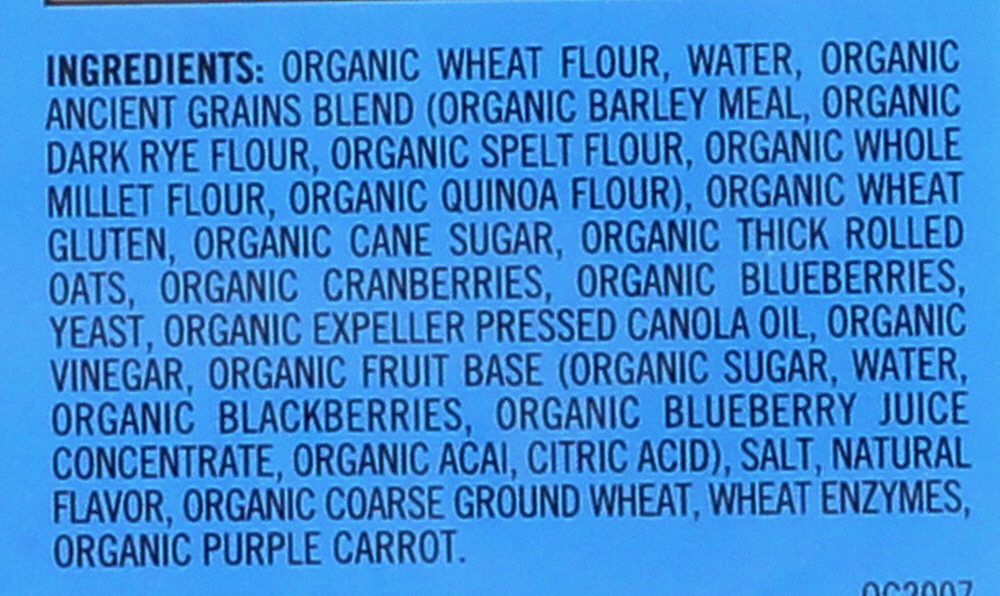 INGREDIENTS: ORGANIC WHEAT FLOUR, WATER, ORGANIC
ANCIENT GRAINS BLEND (ORGANIC BARLEY MEAL, ORGANIC
DARK RYE FLOUR, ORGANIC SPELT FLOUR, ORGANIC WHOLE
MILLET FLOUR, ORGANIC QUINOA FLOUR), ORGANIC WHEAT
GLUTEN, ORGANIC CANE SUGAR, ORGANIC THICK ROLLED
OATS, ORGANIC CRANBERRIES, ORGANIC BLUEBERRIES,
YEAST, ORGANIC EXPELLER PRESSED CANOLA OIL, ORGANIC
VINEGAR, ORGANIC FRUIT BASE (ORGANIC SUGAR, WATER,
ORGANIC BLACKBERRIES, ORGANIC BLUEBERRY JUICE
CONCENTRATE, ORGANIC ACAI, CITRIC ACID), SALT, NATURAL
FLAVOR, ORGANIC COARSE GROUND WHEAT, WHEAT ENZYMES,
ORGANIC PURPLE CARROT.